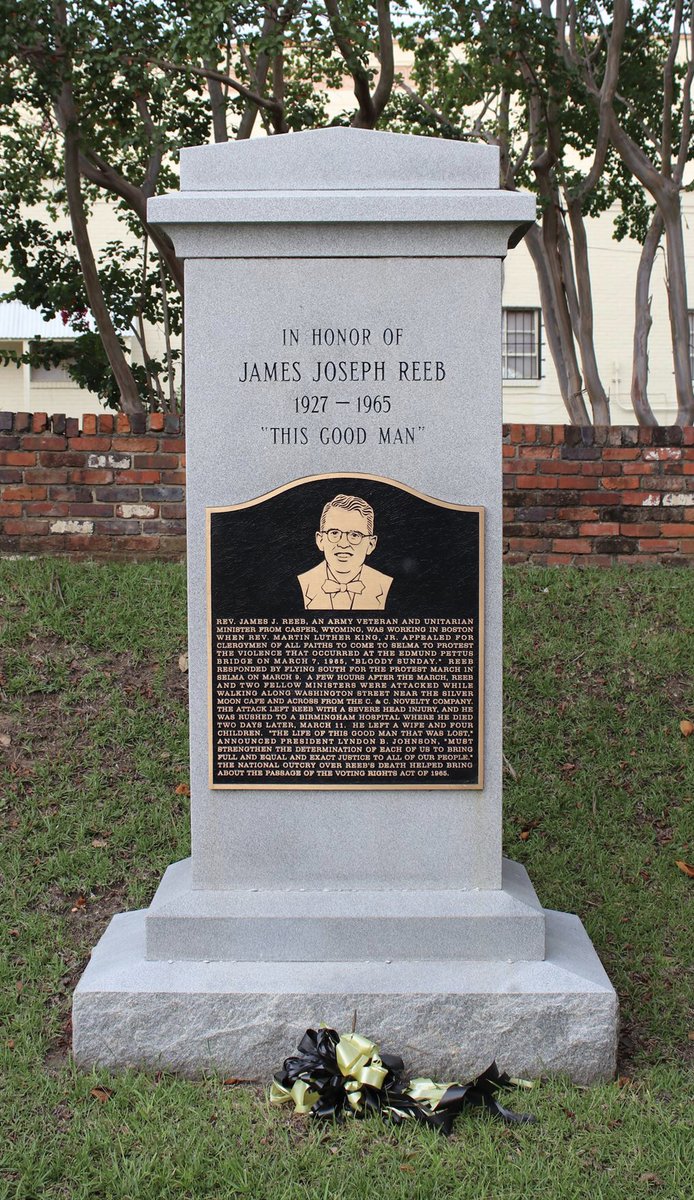 IN HONOR OF
JAMES JOSEPH REEB
1927 — 1965
"THIS GOOD MAN"
REV. JAMES J. REEB, AN ARMY VETERAN AND UNITARIAN
MINISTER FROM CASPER, WYOMING, WAS WORKING IN BOSTON
WHEN REV. MARTIN LUTHER KING, JR. APPEALED FOR
CLERGYMEN OF ALL FAITHS TO COME TO SELMA TO PROTEST
THE VIOLENCE THAT OCCURRED AT THE EDMUND PETTUS
BRIDGE ON MARCH 7, 1965, "BLOODY SUNDAY." REEB
RESPONDED BY FLYING SOUTH FOR THE PROTEST MARCH IN
SELMA ON MARCH 9. A FEW HOURS AFTER THE MARCH, REEB
AND TWO FELLOW MINISTERS WERE ATTACKED WHILE
WALKING ALONG WASHINGTON STREET NEAR THE SILVER
MOON CAFE AND ACROSS FROM THE C. & C. NOVELTY COMPANY.
THE ATTACK LEFT REEB WITH A SEVERE HEAD INJURY, AND HE
WAS RUSHED TO A BIRMINGHAM HOSPITAL WHERE HE DIED
TWO DAYS LATER, MARCH 11. HE LEFT A WIFE AND FOUR
CHILDREN. "THE LIFE OF THIS GOOD MAN THAT WAS LOST,"
ANNOUNCED PRESIDENT LYNDON B. JOHNSON, "MUST
STRENGTHEN THE DETERMINATION OF EACH OF US TO BRING
FULL AND EQUAL AND EXACT JUSTICE TO ALL OF OUR PEOPLE."
THE NATIONAL OUTCRY OVER REEB'S DEATH HELPED BRING
ABOUT THE PASSAGE OF THE VOTING RIGHTS ACT OF 1965.